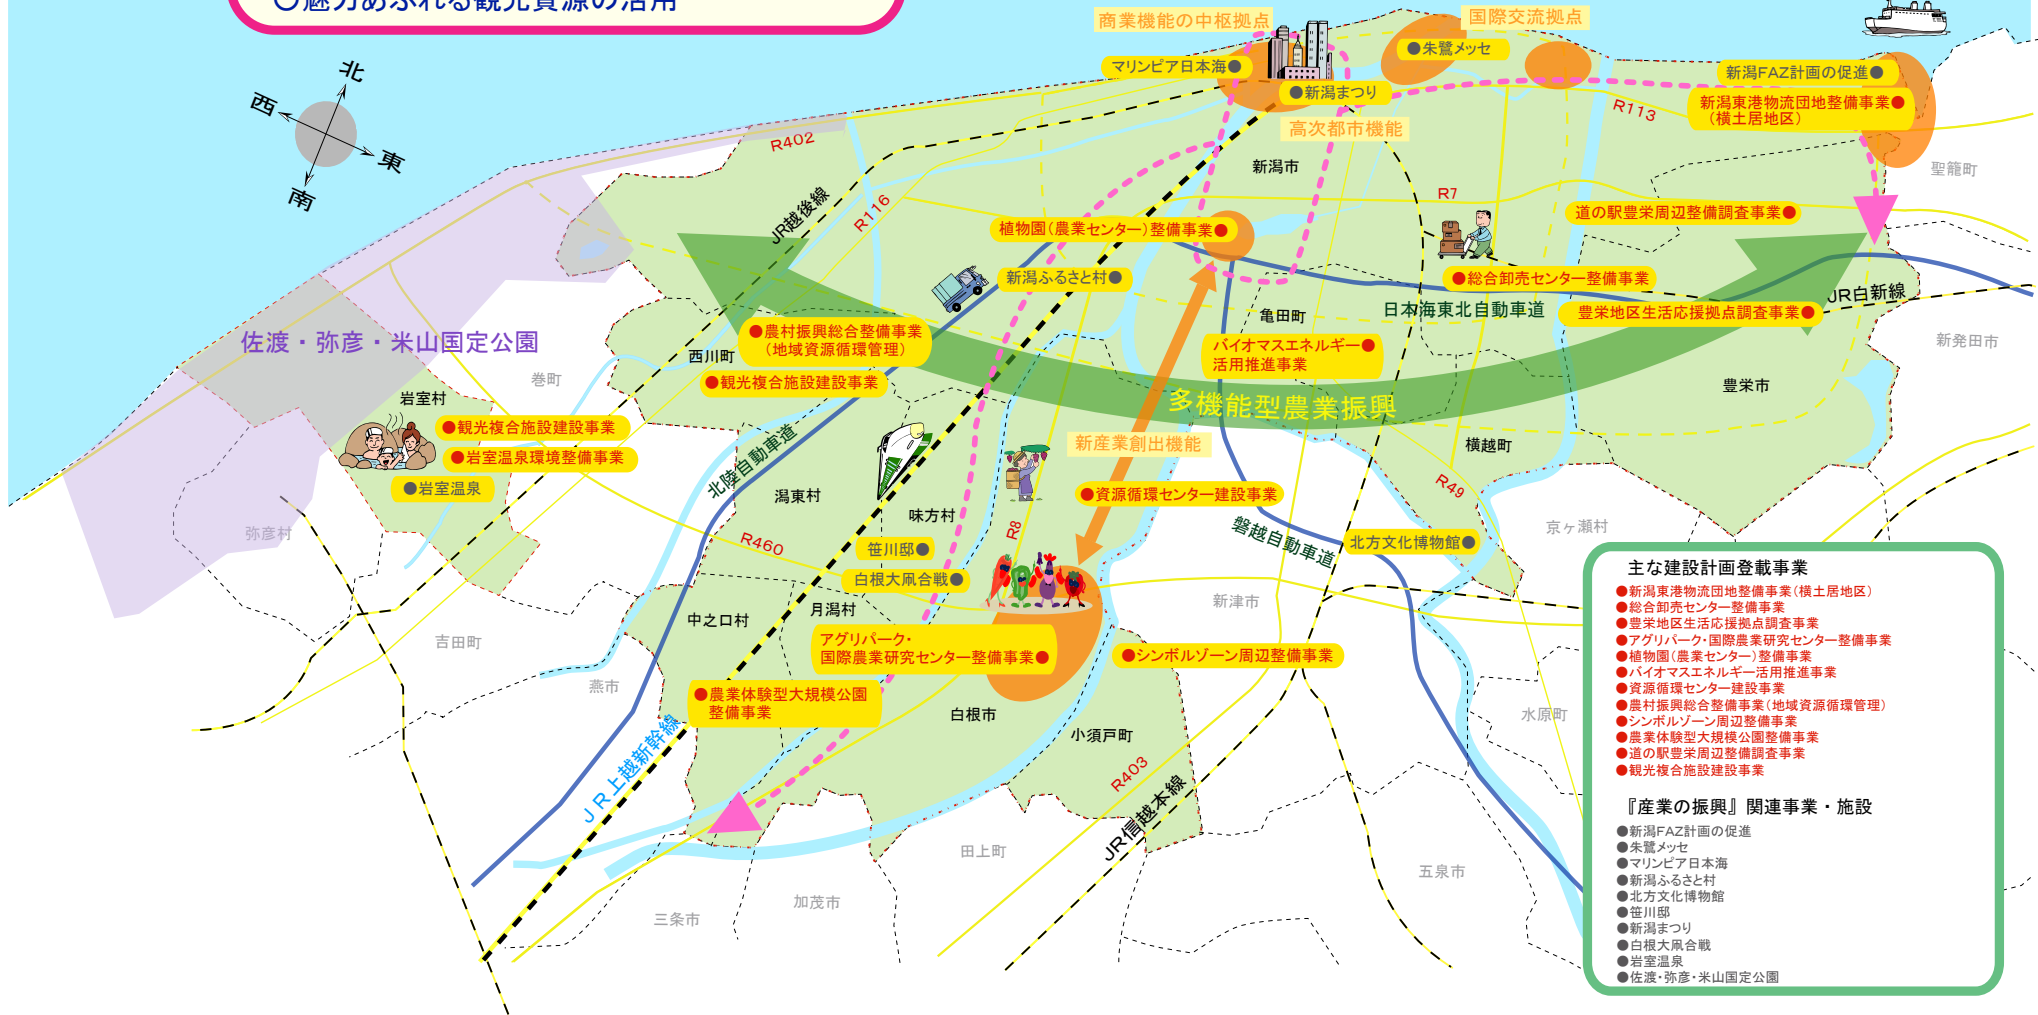 〇魅力あふれる観光資源の活用
北
西
東
南
商業機能の中枢拠点
国際交流拠点
●朱鷺メッセ
マリンピア日本海●
●新潟まつり
高次都市機能
新潟FAZ計画の促進●
新潟東港物流団地整備事業●
(横土居地区)
R113
R402
聖籠町
新潟市
R7
JR越後線
R116
植物園(農業センター)整備事業●
道の駅豊栄周辺整備調査事業●
新潟ふるさと村●
●総合卸売センター整備事業
JR白新線
亀田町
日本海東北自動車道
豊栄地区生活応援拠点調査事業●
佐渡・弥彦・米山国定公園
●農村振興総合整備事業
(地域資源循環管理)
西川町
●観光複合施設建設事業
バイオマスエネルギー●
活用推進事業
新発田市
巻町
豊栄市
岩室村
多機能型農業振興
●観光複合施設建設事業
●岩室温泉環境整備事業
●岩室温泉
北陸自動車道
新産業創出機能
横越町
潟東村
味方村
●資源循環センター建設事業
R49
弥彦村
R460
R8
笹川邸●
磐越自動車道
北方文化博物館●
京ヶ瀬村
白根大凧合戦●
月潟村
中之口村
新津市
吉田町
アグリパーク・
国際農業研究センター整備事業●
●シンボルゾーン周辺整備事業
燕市
●農業体験型大規模公園
整備事業
白根市
小須戸町
水原町
JR上越新幹線
R403
JR信越本線
田上町
五泉市
加茂市
三条市
主な建設計画登載事業
●新潟東港物流団地整備事業(横土居地区)
●総合卸売センター整備事業
●豊栄地区生活応援拠点調査事業
●アグリパーク・国際農業研究センター整備事業
●植物園(農業センター)整備事業
●バイオマスエネルギー活用推進事業
●資源循環センター建設事業
●農村振興総合整備事業(地域資源循環管理)
●シンボルゾーン周辺整備事業
●農業体験型大規模公園整備事業
●道の駅豊栄周辺整備調査事業
●観光複合施設建設事業
『産業の振興』関連事業・施設
●新潟FAZ計画の促進
●朱鷺メッセ
●マリンピア日本海
●新潟ふるさと村
●北方文化博物館
●笹川邸
●新潟まつり
●白根大凧合戦
●岩室温泉
●佐渡・弥彦・米山国定公園